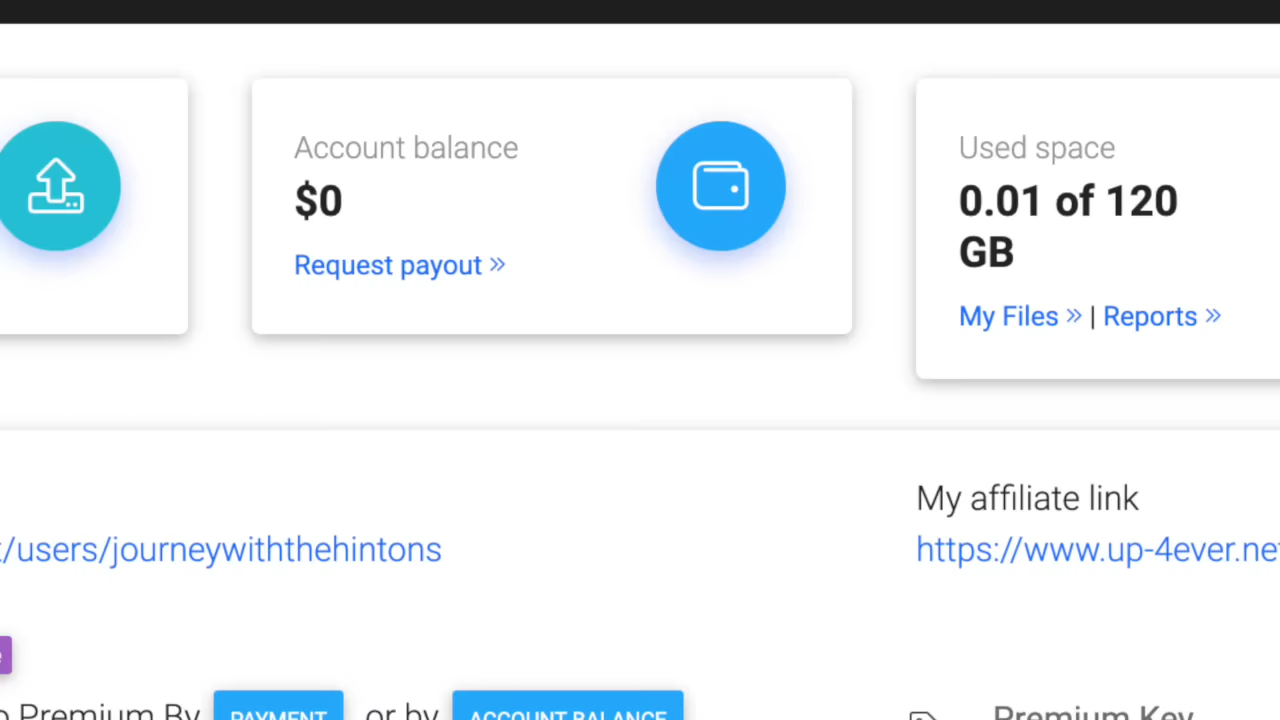 Account balance
$0
Request payout »
Used space
0.01 of 120
GB
My Files » | Reports »
My affiliate link
/users/journeywiththehintons
https://www.up-4ever.ne
Premium By PAYMENT or by ACCOUNT BALANCE
Premium Key